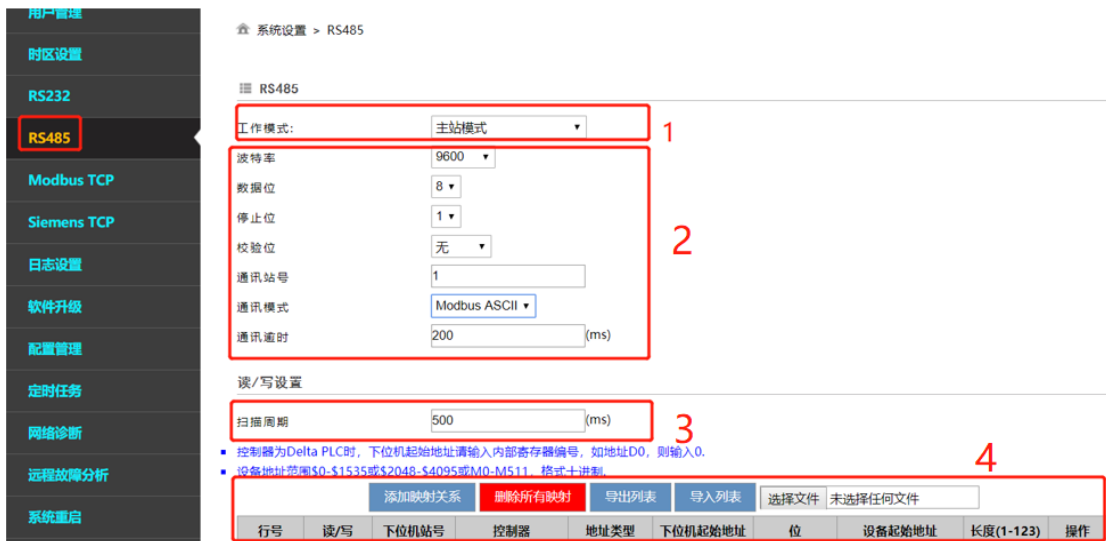 用户管理
时区设置
RS232
RS485
Modbus TCP
Siemens TCP
日志设置
软件升级
配置管理
定时任务
网络诊断
远程故障分析
系统重启
系统设置 > RS485
RS485
工作模式: 主站模式
1
波特率 9600
数据位 8
停止位 1
校验位 无
2
通讯站号 1
通讯模式 Modbus ASCII
通讯逾时 200 (ms)
读/写设置
扫描周期 500 (ms)
3
控制器为Delta PLC时，下位机起始地址请输入内部寄存器编号，如地址D0，则输入0.
设备地址范围$0-$1535或$2048-$4095或M0-M511，格式十进制.
4
添加映射关系 删除所有映射 导出列表 导入列表 选择文件 未选择任何文件
行号 读/写 下位机站号 控制器 地址类型 下位机起始地址 位 设备起始地址 长度(1-123) 操作